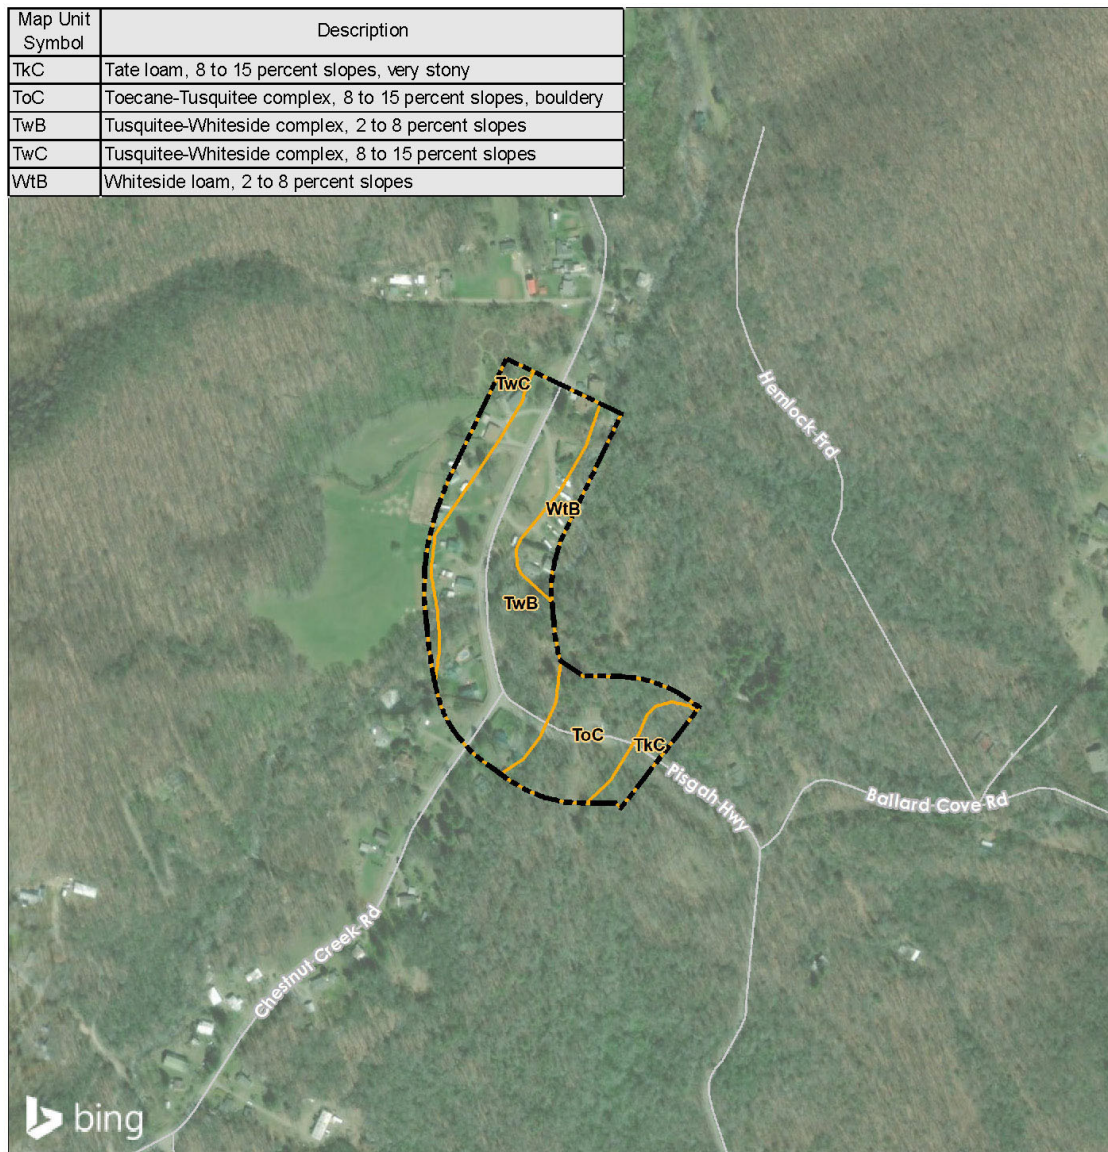 Map Unit Symbol Description
TkC Tate loam, 8 to 15 percent slopes, very stony
ToC Toecane-Tusquitee complex, 8 to 15 percent slopes, bouldery
TwB Tusquitee-Whiteside complex, 2 to 8 percent slopes
TwC Tusquitee-Whiteside complex, 8 to 15 percent slopes
WtB Whiteside loam, 2 to 8 percent slopes
TwC
Hemlock Frd
WtB
TwB
ToC
TkC
Pisgah Hwy
Ballard Cove Rd
Chestnut Creek Rd
bing